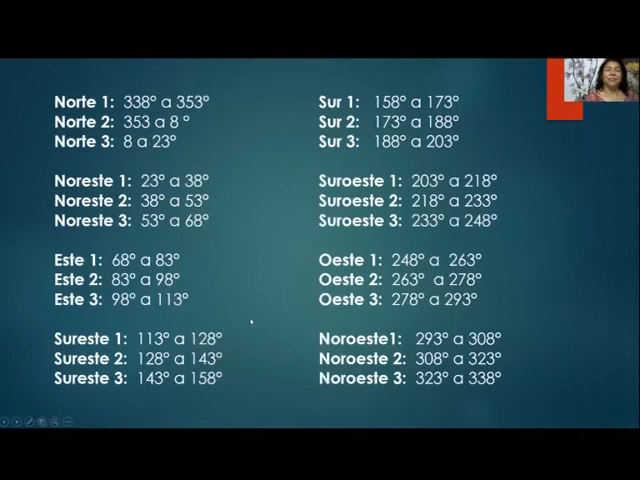 Norte 1: 338° a 353°
Norte 2: 353 a 8 °
Norte 3: 8 a 23°
Noreste 1: 23° a 38°
Noreste 2: 38° a 53°
Noreste 3: 53° a 68°
Este 1: 68° a 83°
Este 2: 83° a 98°
Este 3: 98° a 113°
Sureste 1: 113° a 128°
Sureste 2: 128° a 143°
Sureste 3: 143° a 158°
Sur 1: 158° a 173°
Sur 2: 173° a 188°
Sur 3: 188° a 203°
Suroeste 1: 203° a 218°
Suroeste 2: 218° a 233°
Suroeste 3: 233° a 248°
Oeste 1: 248° a 263°
Oeste 2: 263° a 278°
Oeste 3: 278° a 293°
Noroeste1: 293° a 308°
Noroeste 2: 308° a 323°
Noroeste 3: 323° a 338°